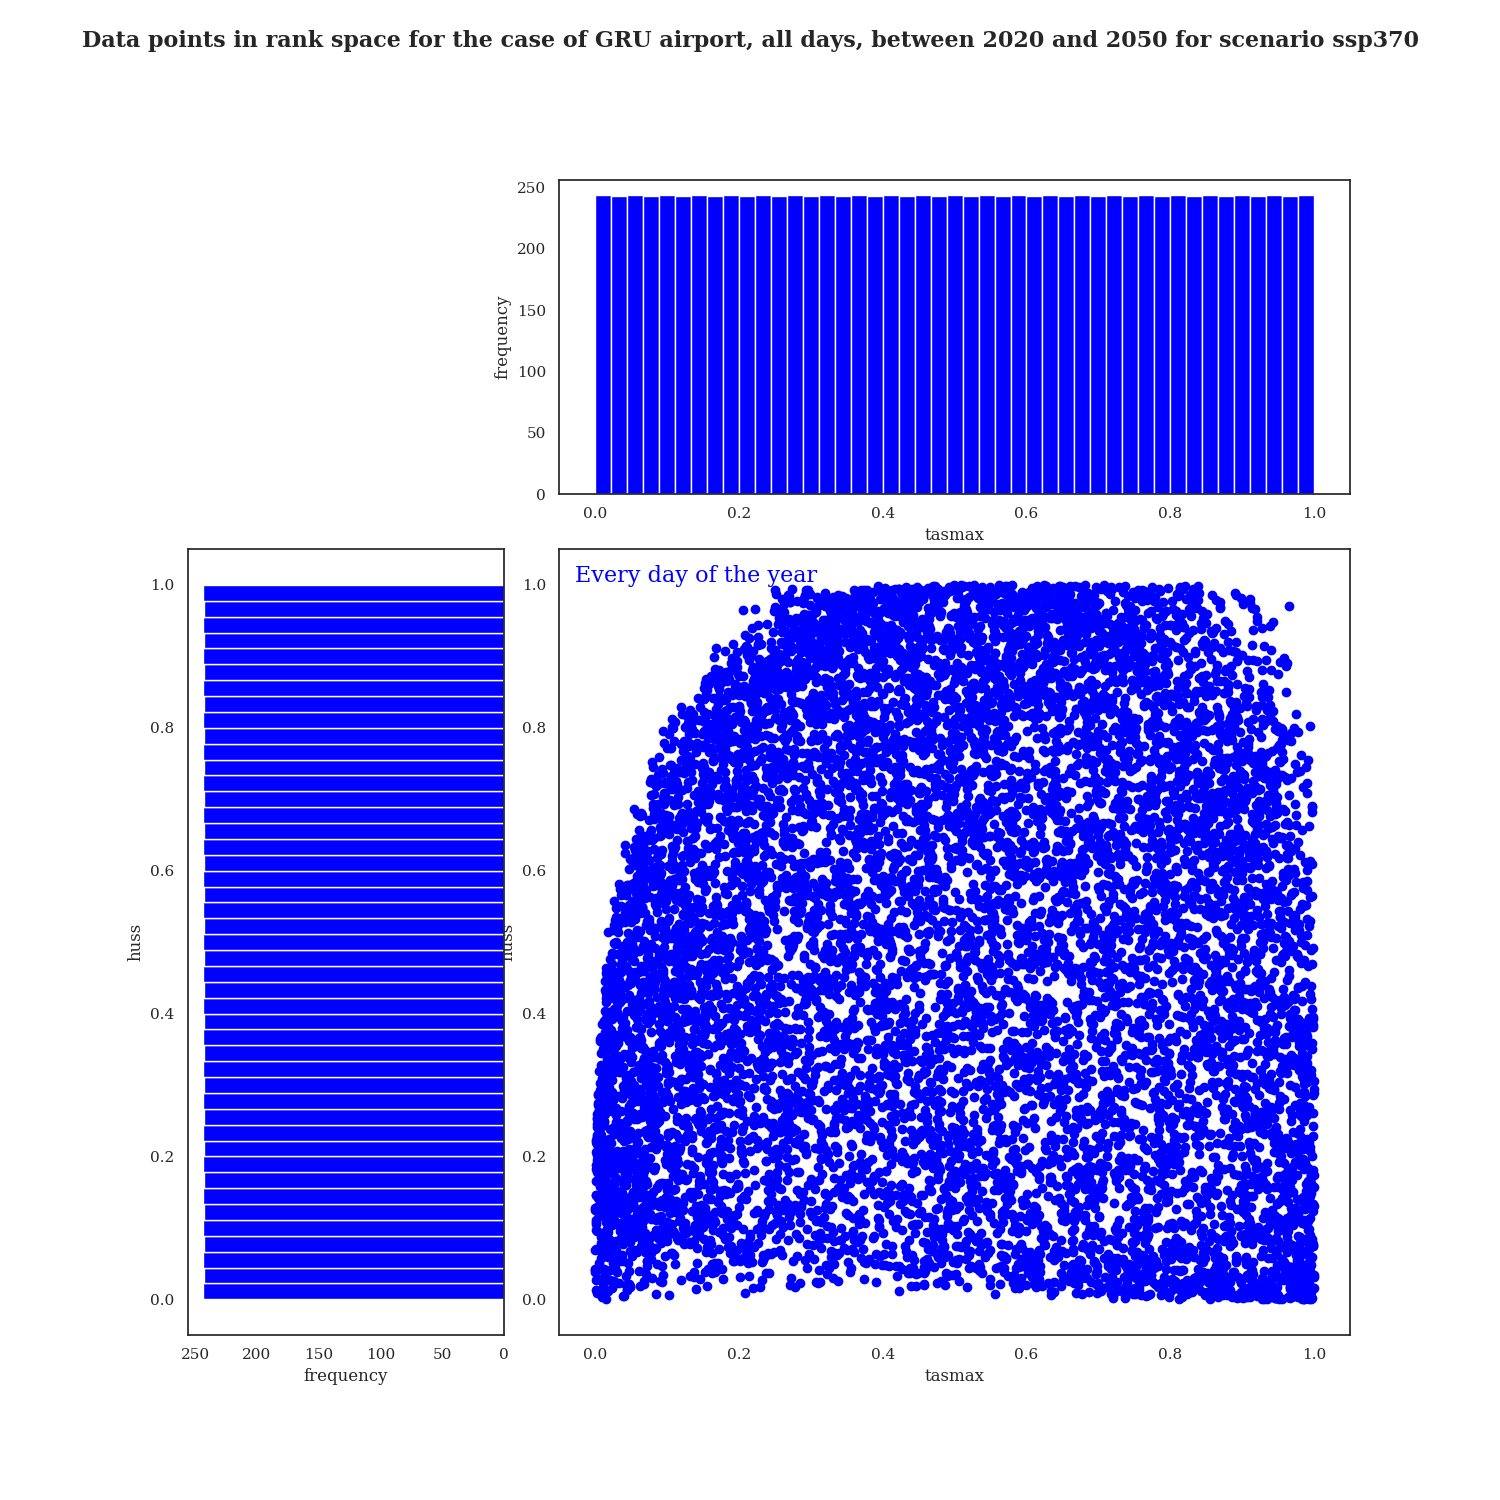 Data points in rank space for the case of GRU airport, all days, between 2020 and 2050 for scenario ssp370
250
200
150
100
50
0
frequency
0.0 0.2 0.4 0.6 0.8 1.0
tasmax
1.0
0.8
0.6
0.4
0.2
0.0
huss
250 200 150 100 50 0
frequency
Every day of the year
1.0
0.8
0.6
0.4
0.2
0.0
huss
0.0 0.2 0.4 0.6 0.8 1.0
tasmax